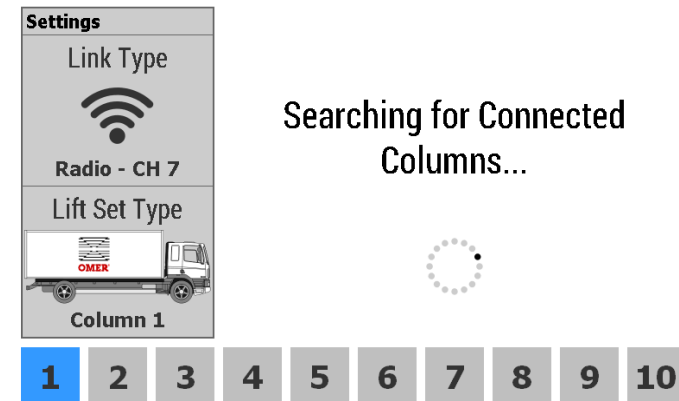 Settings
Link Type
Radio - CH 7
Lift Set Type
OMER
Column 1
Searching for Connected
Columns...
1 2 3 4 5 6 7 8 9 10